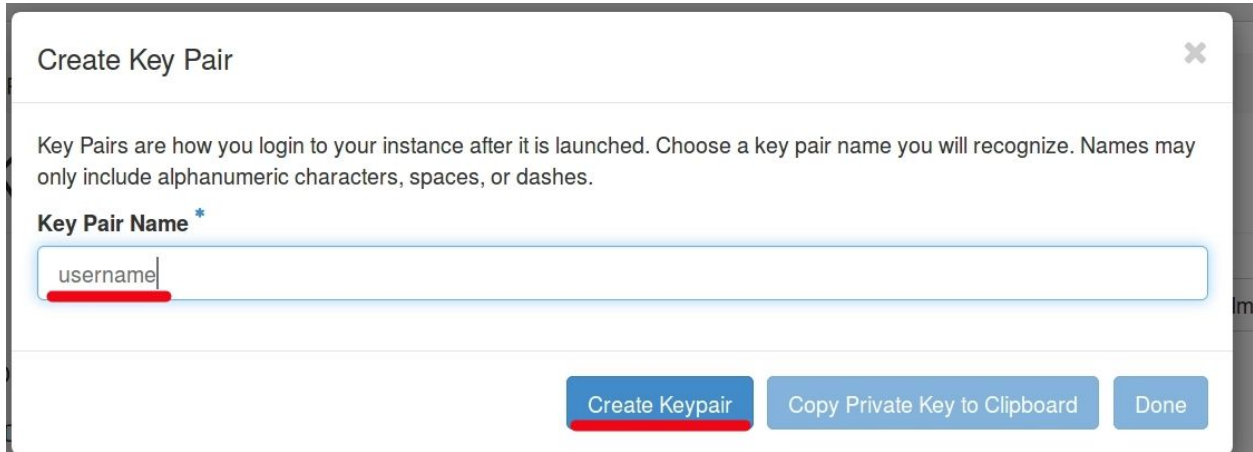 Create Key Pair
Key Pairs are how you login to your instance after it is launched. Choose a key pair name you will recognize. Names may
only include alphanumeric characters, spaces, or dashes.
Key Pair Name *
username
Create Keypair Copy Private Key to Clipboard Done